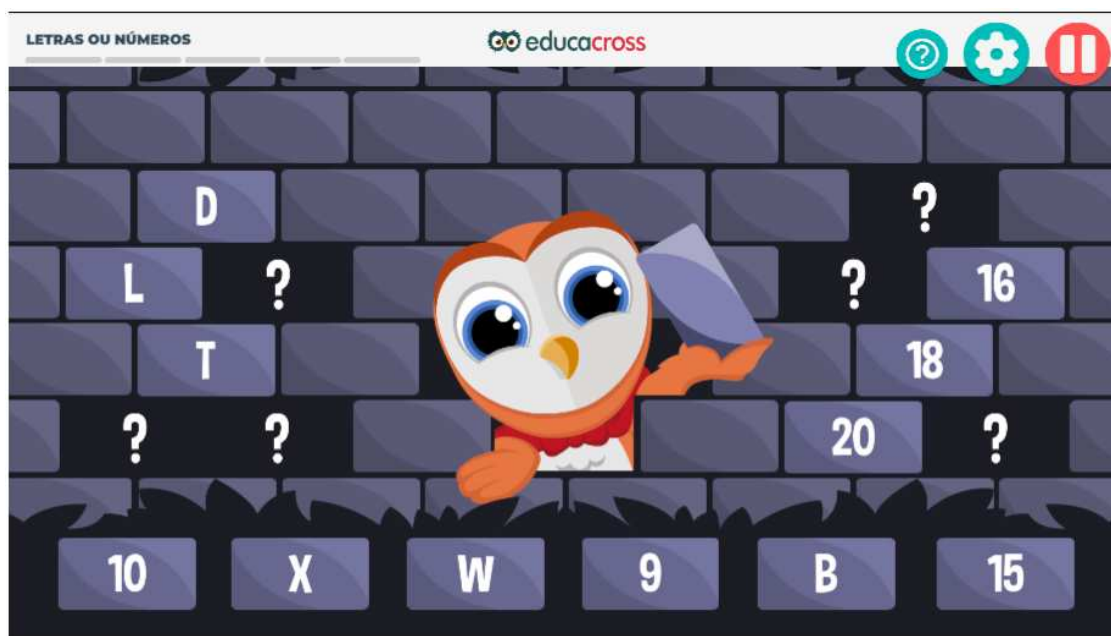 LETRAS OU NÚMEROS
educacross
?
D ?
L ? ? 16
T 18
? ? 20 ?
10 X W 9 B 15